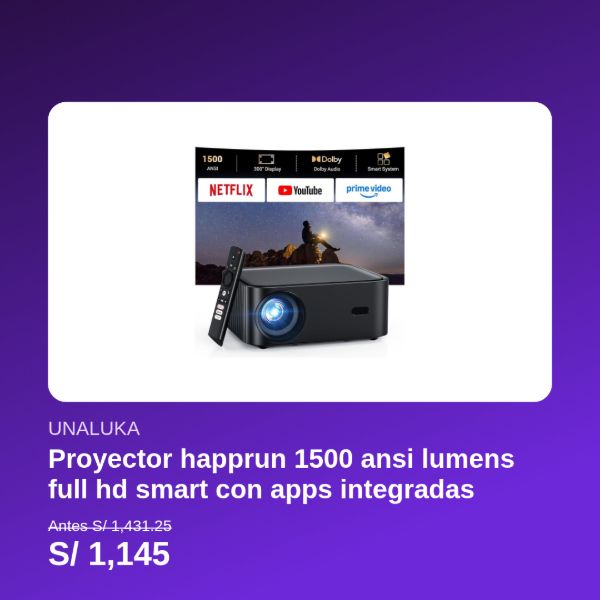 1500
ANSI
300" Display
Dolby
Dolby Audio
Smart System
NETFLIX
YouTube
prime video
UNALUKA
Proyector happrun 1500 ansi lumens
full hd smart con apps integradas
Antes S/ 1,431.25
S/ 1,145